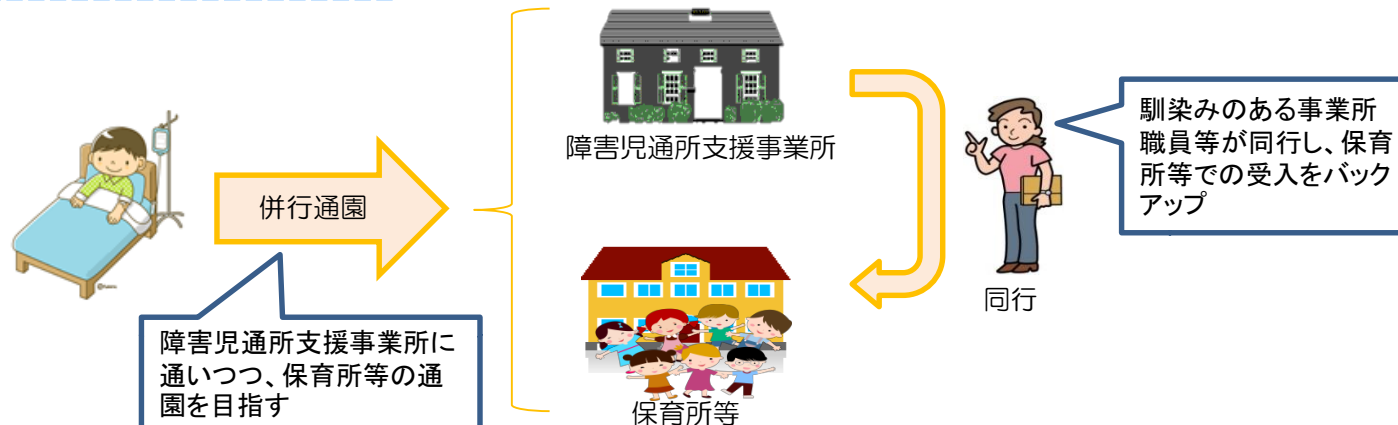 障害児通所支援事業所
馴染みのある事業所
職員等が同行し、保育
所等での受入をバック
アップ
併行通園
同行
障害児通所支援事業所に
通いつつ、保育所等の通
園を目指す
保育所等